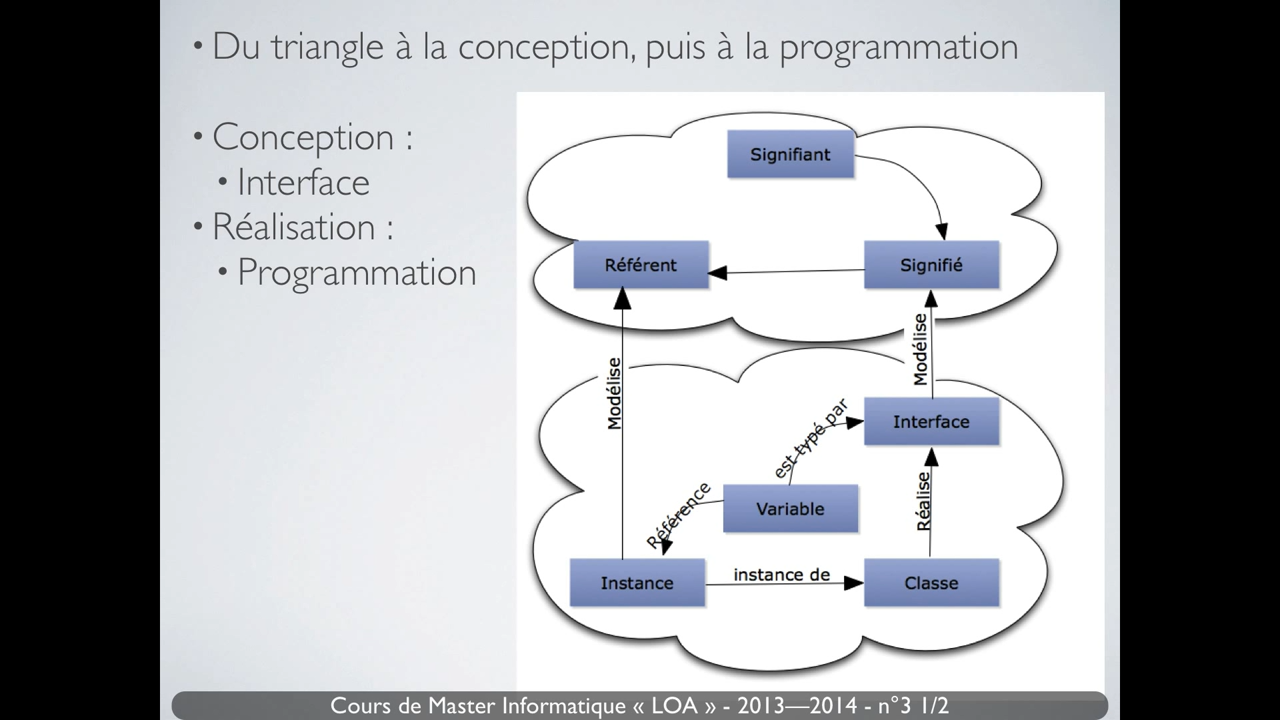 • Du triangle à la conception, puis à la programmation
• Conception :
• Interface
• Réalisation :
• Programmation
Signifiant
Référent
Signifié
Modélise
Modélise
est typé par
Interface
Référence
Variable
Réalise
Instance
instance de
Classe
Cours de Master Informatique « LOA » - 2013—2014 - n°3 1/2